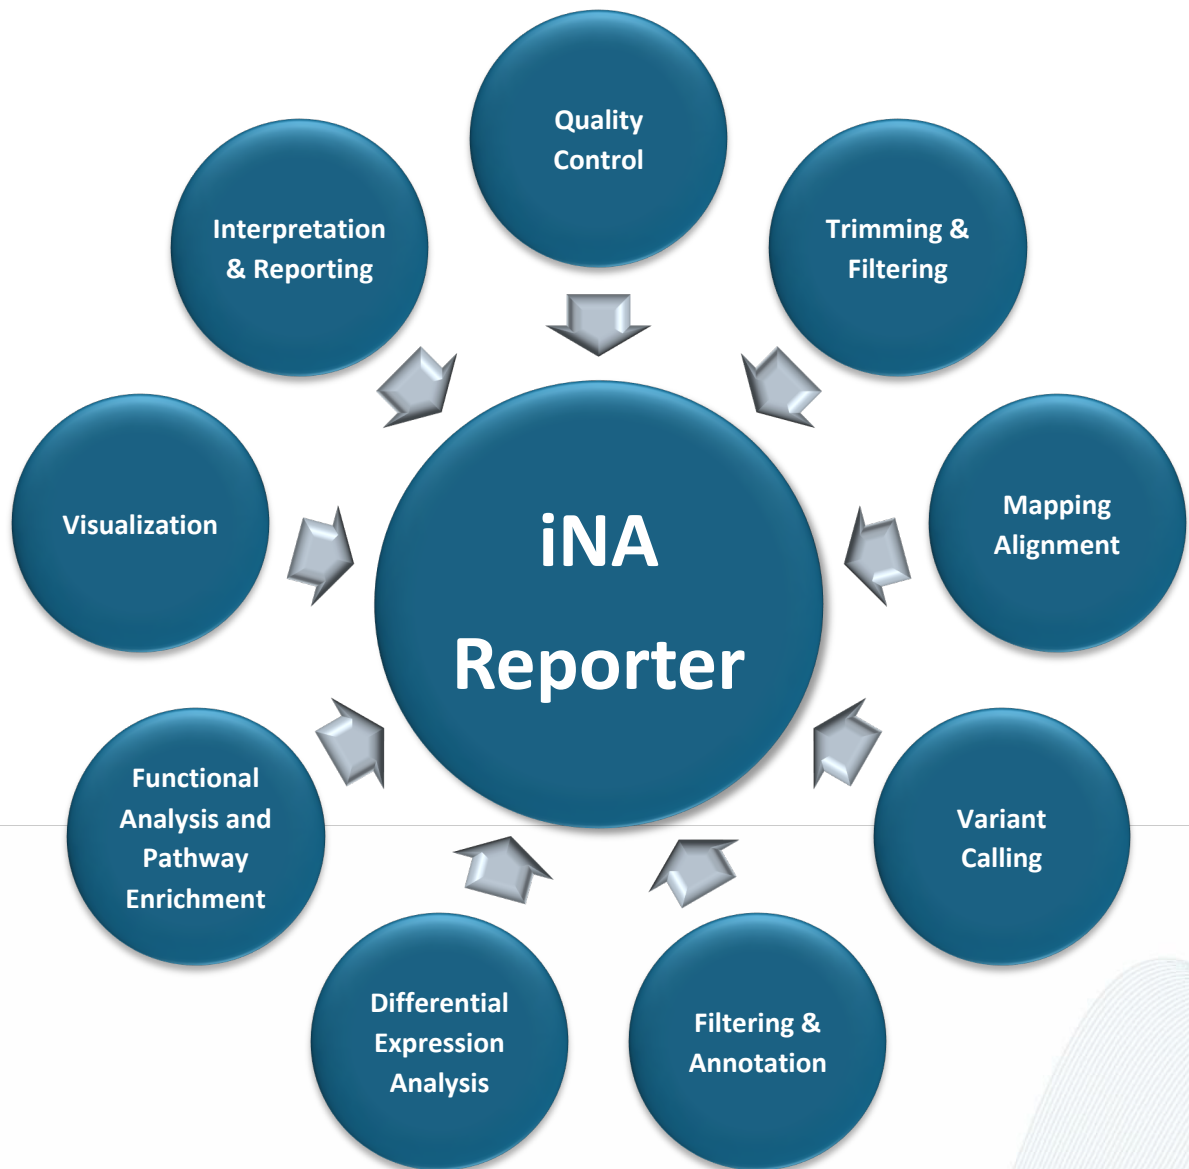 Quality
Control
Trimming &
Filtering
Mapping
Alignment
Variant
Calling
Filtering &
Annotation
Differential
Expression
Analysis
Functional
Analysis and
Pathway
Enrichment
Visualization
Interpretation
& Reporting
iNA
Reporter